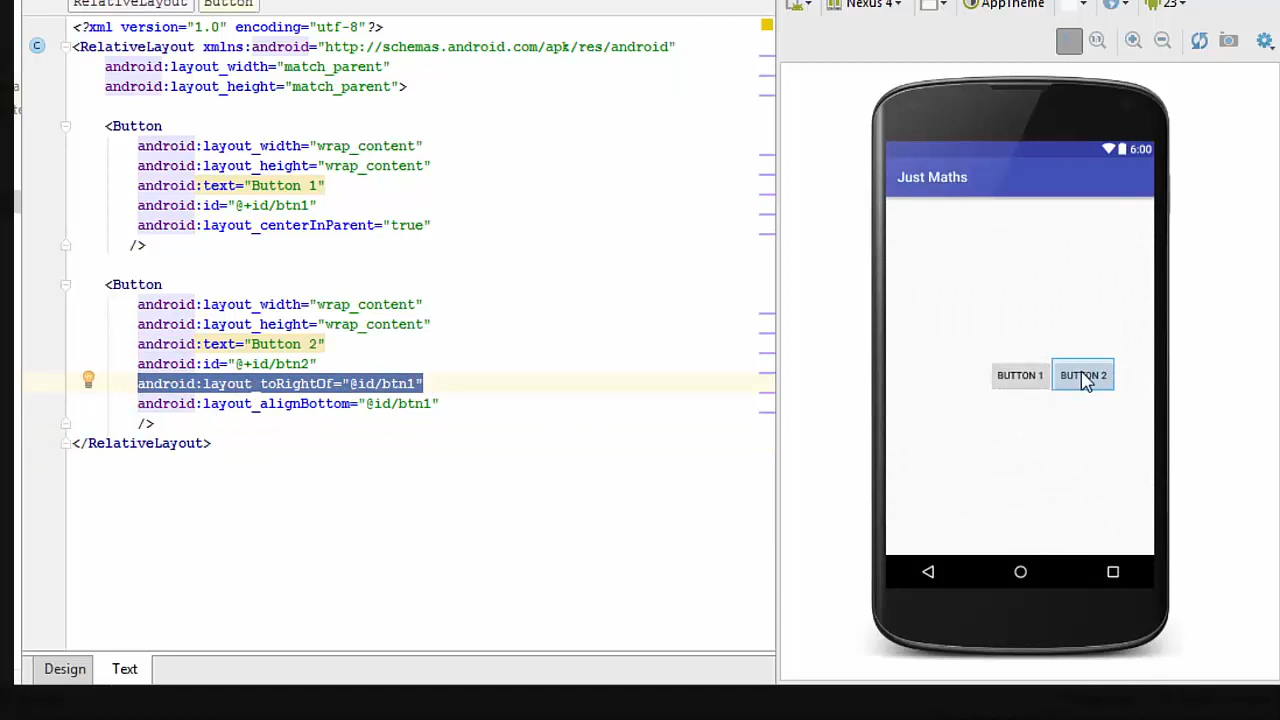 RelativeLayout Button
<?xml version="1.0" encoding="utf-8"?>
<RelativeLayout xmlns:android="http://schemas.android.com/apk/res/android"
android:layout_width="match_parent"
android:layout_height="match_parent">
<Button
android:layout_width="wrap_content"
android:layout_height="wrap_content"
android:text="Button 1"
android:id="@+id/btn1"
android:layout_centerInParent="true"
/>
<Button
android:layout_width="wrap_content"
android:layout_height="wrap_content"
android:text="Button 2"
android:id="@+id/btn2"
android:layout_toRightOf="@id/btn1"
android:layout_alignBottom="@id/btn1"
/>
</RelativeLayout>
Design Text
Nexus 4 AppTheme 23
1:1
6:00
Just Maths
BUTTON 1 BUTTON 2